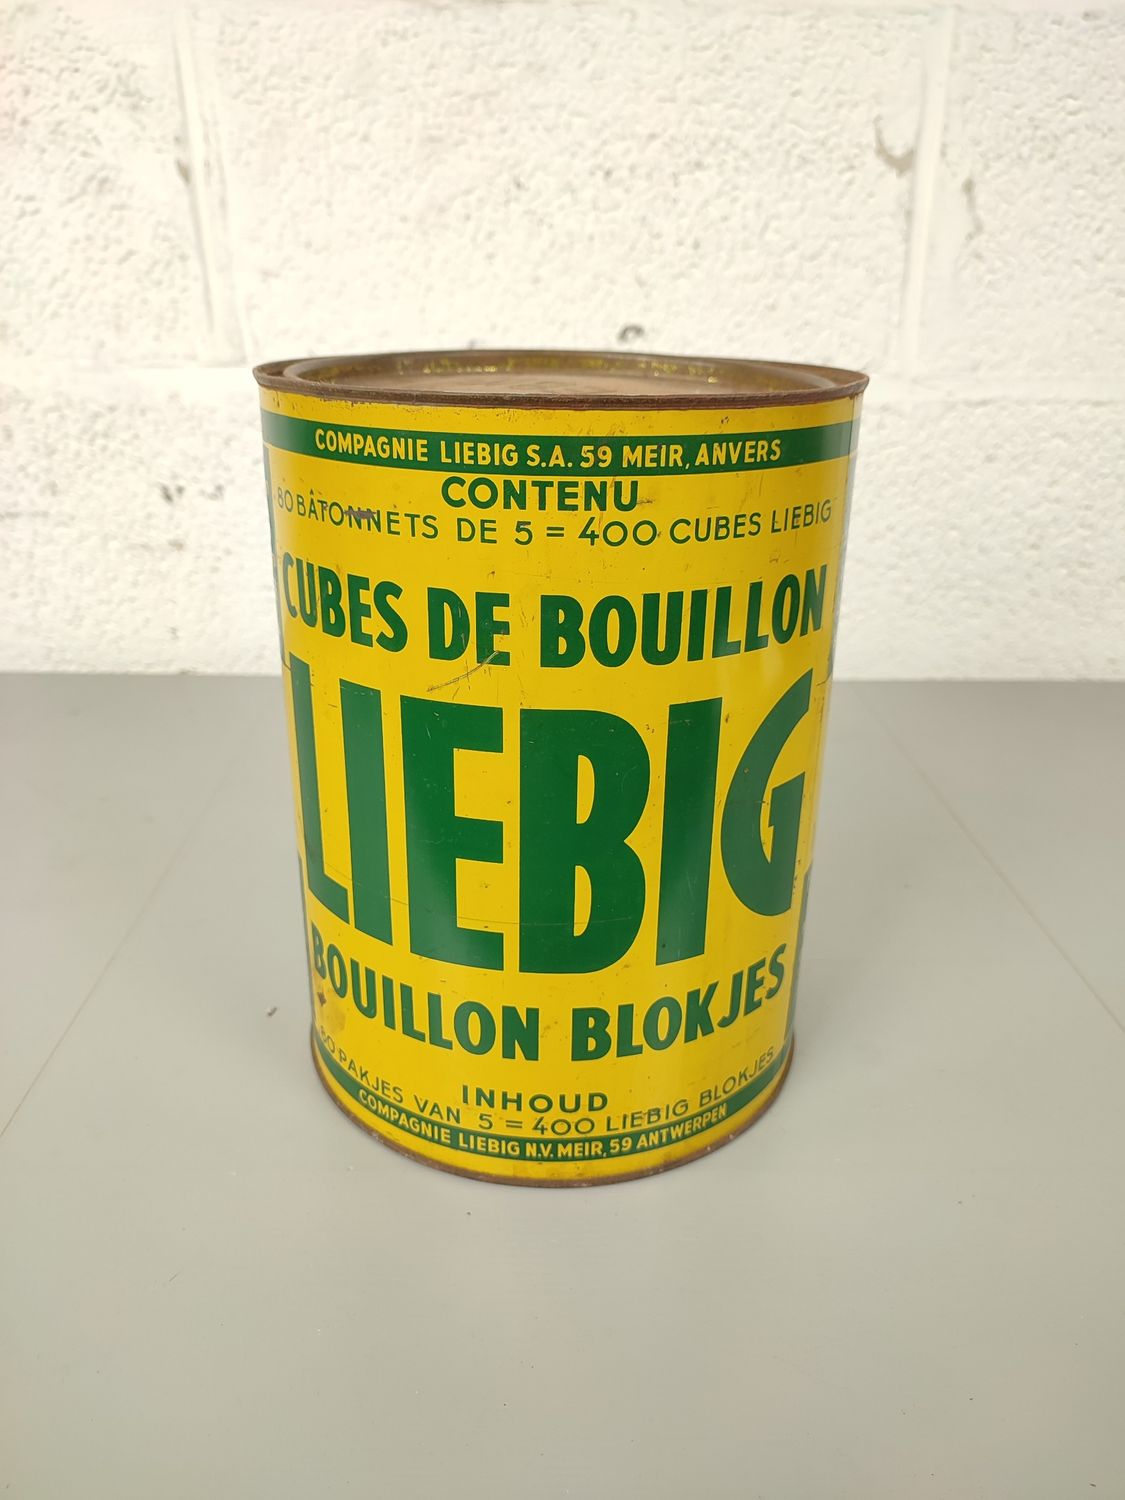 COMPAGNIE LIEBIG S.A. 59 MEIR, ANVERS
CONTENU
80 BÂTONNETS DE 5 = 400 CUBES LIEBIG
CUBES DE BOUILLON
LIEBIG
BOUILLON BLOKJES
INHOUD
80 PAKJES VAN 5 = 400 LIEBIG BLOKJES
COMPAGNIE LIEBIG N.V. MEIR, 59 ANTWERPEN